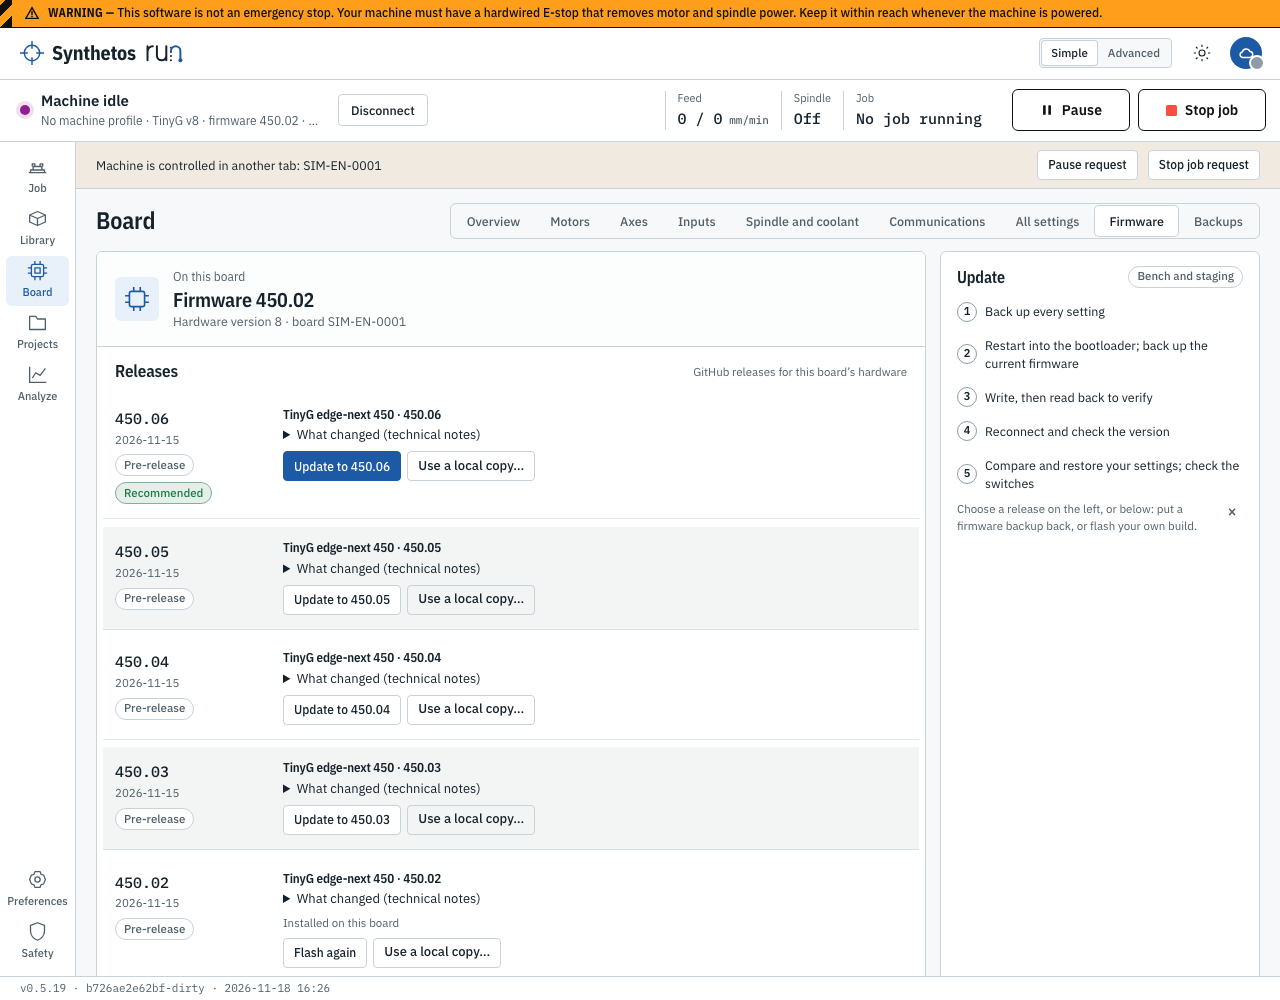 WARNING — This software is not an emergency stop. Your machine must have a hardwired E-stop that removes motor and spindle power. Keep it within reach whenever the machine is powered.
Synthetos run
Simple
Advanced
Machine idle
No machine profile · TinyG v8 · firmware 450.02 · ...
Disconnect
Feed
0 / 0 mm/min
Spindle
Off
Job
No job running
Pause
Stop job
Machine is controlled in another tab: SIM-EN-0001
Pause request
Stop job request
Job
Library
Board
Projects
Analyze
Preferences
Safety
Board
Overview
Motors
Axes
Inputs
Spindle and coolant
Communications
All settings
Firmware
Backups
On this board
Firmware 450.02
Hardware version 8 · board SIM-EN-0001
Releases
GitHub releases for this board's hardware
450.06
2026-11-15
Pre-release
Recommended
TinyG edge-next 450 · 450.06
What changed (technical notes)
Update to 450.06
Use a local copy...
450.05
2026-11-15
Pre-release
TinyG edge-next 450 · 450.05
What changed (technical notes)
Update to 450.05
Use a local copy...
450.04
2026-11-15
Pre-release
TinyG edge-next 450 · 450.04
What changed (technical notes)
Update to 450.04
Use a local copy...
450.03
2026-11-15
Pre-release
TinyG edge-next 450 · 450.03
What changed (technical notes)
Update to 450.03
Use a local copy...
450.02
2026-11-15
Pre-release
TinyG edge-next 450 · 450.02
What changed (technical notes)
Installed on this board
Flash again
Use a local copy...
Update
Bench and staging
1 Back up every setting
2 Restart into the bootloader; back up the
current firmware
3 Write, then read back to verify
4 Reconnect and check the version
5 Compare and restore your settings; check the
switches
Choose a release on the left, or below: put a
firmware backup back, or flash your own build.
×
v0.5.19 · b726ae2e62bf-dirty · 2026-11-18 16:26